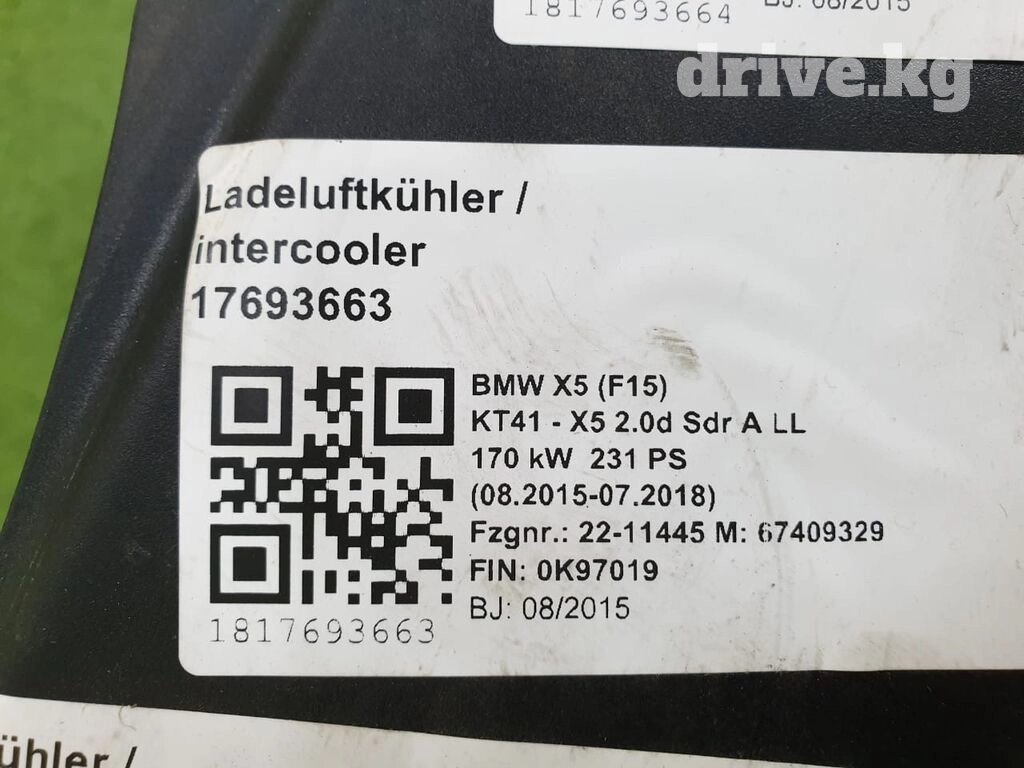 1817693664 BJ: 08/2015
drive.kg
Ladeluftkühler /
intercooler
17693663
BMW X5 (F15)
KT41 - X5 2.0d Sdr A LL
170 kW 231 PS
(08.2015-07.2018)
Fzgnr.: 22-11445 M: 67409329
FIN: 0K97019
BJ: 08/2015
1817693663
ühler /